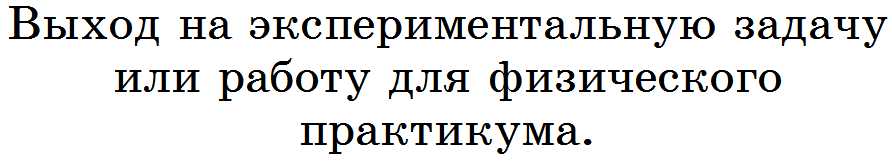 Выход на экспериментальную задачу
или работу для физического
практикума.